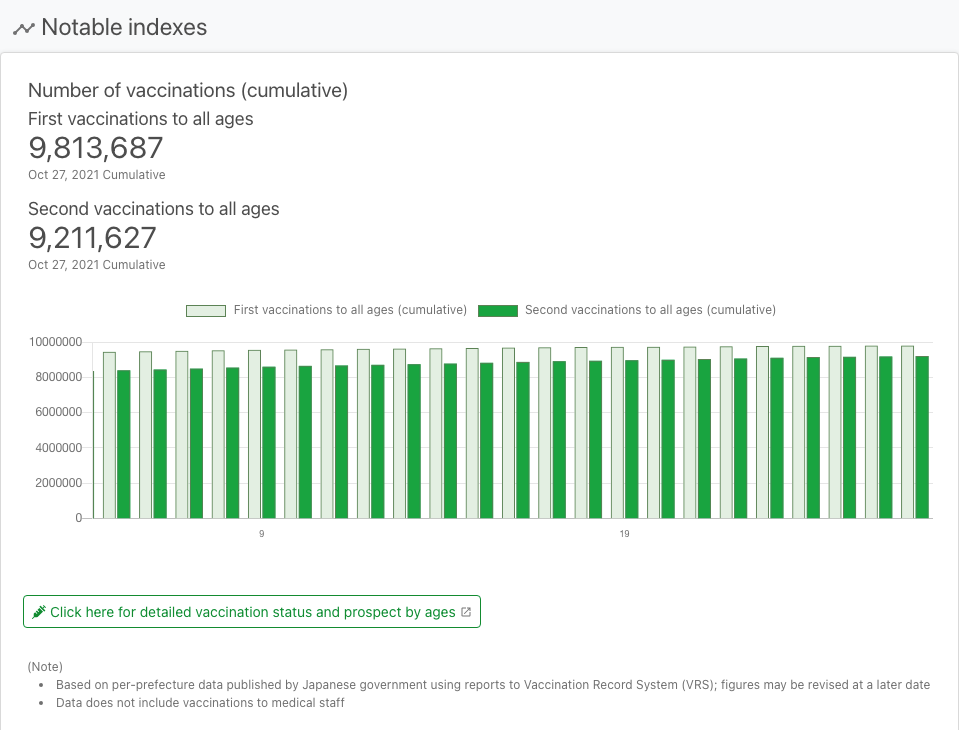 Notable indexes
Number of vaccinations (cumulative)
First vaccinations to all ages
9,813,687
Oct 27, 2021 Cumulative
Second vaccinations to all ages
9,211,627
Oct 27, 2021 Cumulative
First vaccinations to all ages (cumulative) Second vaccinations to all ages (cumulative)
10000000
8000000
6000000
4000000
2000000
0
9 19
Click here for detailed vaccination status and prospect by ages
(Note)
• Based on per-prefecture data published by Japanese government using reports to Vaccination Record System (VRS); figures may be revised at a later date
• Data does not include vaccinations to medical staff